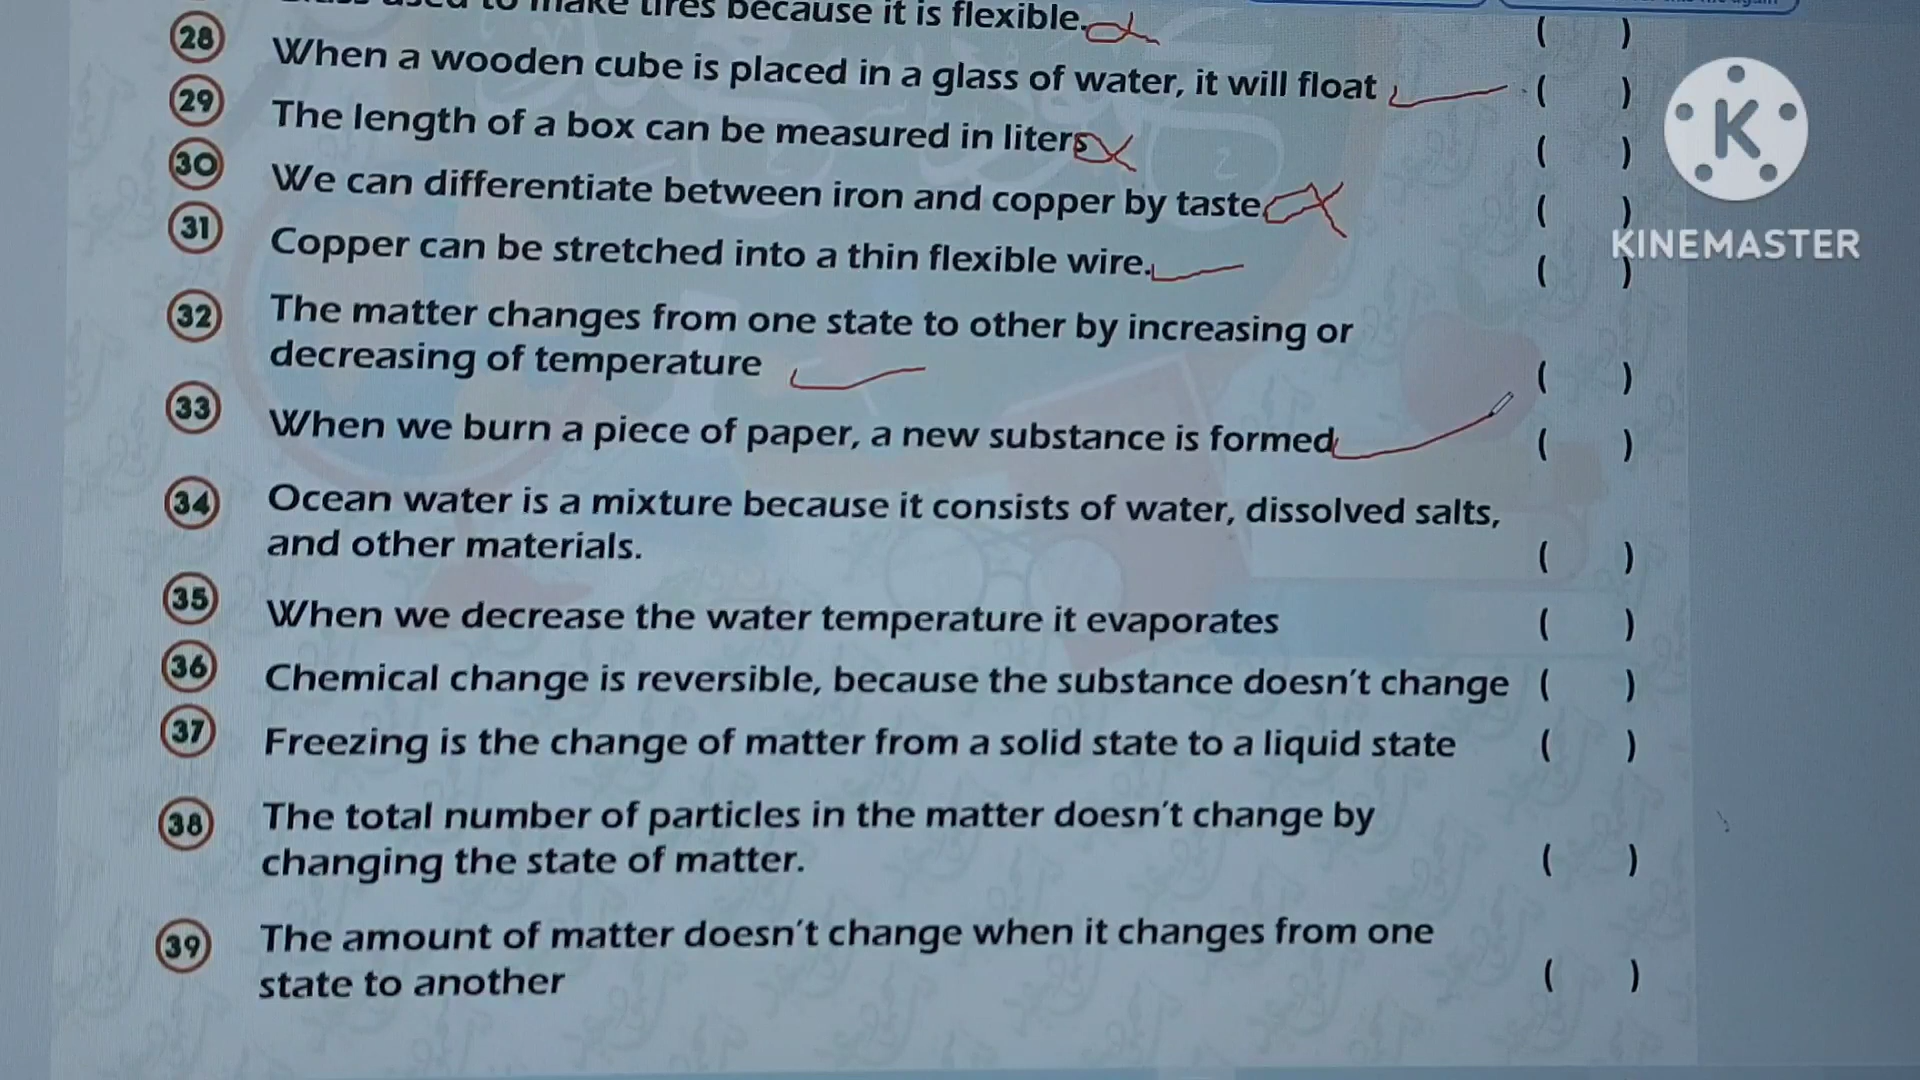 used to make tires because it is flexible. ( )
28 When a wooden cube is placed in a glass of water, it will float ( )
29 The length of a box can be measured in liters ( )
30 We can differentiate between iron and copper by taste ( )
31 Copper can be stretched into a thin flexible wire. ( )
32 The matter changes from one state to other by increasing or
decreasing of temperature ( )
33 When we burn a piece of paper, a new substance is formed ( )
34 Ocean water is a mixture because it consists of water, dissolved salts,
and other materials. ( )
35 When we decrease the water temperature it evaporates ( )
36 Chemical change is reversible, because the substance doesn't change ( )
37 Freezing is the change of matter from a solid state to a liquid state ( )
38 The total number of particles in the matter doesn't change by
changing the state of matter. ( )
39 The amount of matter doesn't change when it changes from one
state to another ( )
K
KINEMASTER